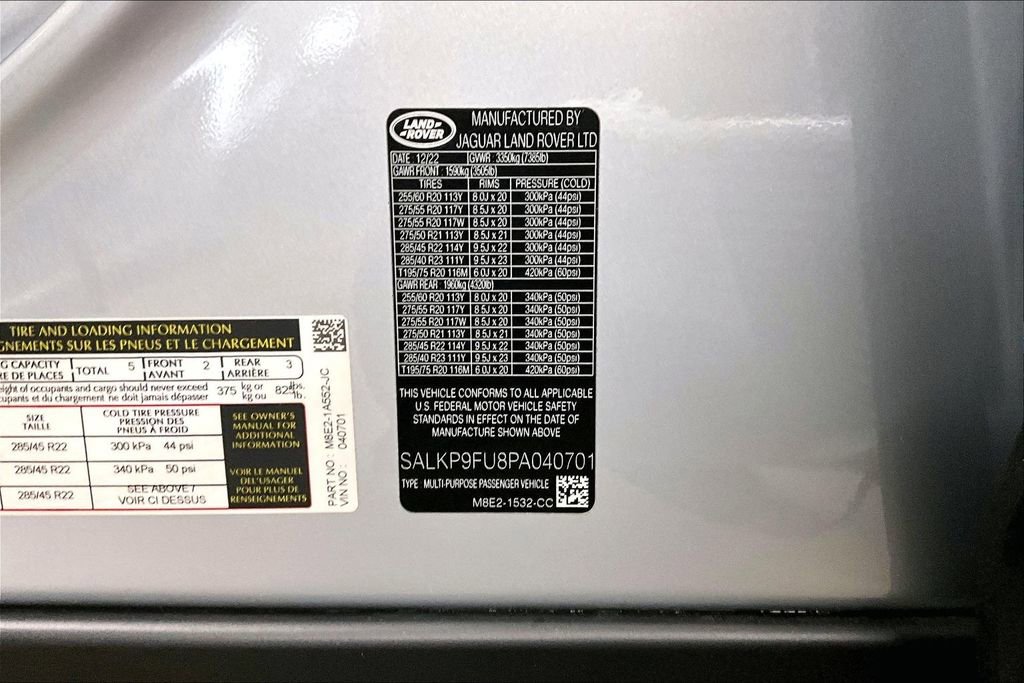 LAND-
-ROVER
MANUFACTURED BY
JAGUAR LAND ROVER LTD
DATE 12/22 GVWR : 3350kg (7385lb)
GAWR FRONT : 1590kg (3505lb)
TIRES RIMS PRESSURE (COLD)
255/60 R20 113Y 8.0J x 20 300kPa (44psi)
275/55 R20 117Y 8.5J x 20 300kPa (44psi)
275/55 R20 117W 8.5J x 20 300kPa (44psi)
275/50 R21 113Y 8.5J x 21 300kPa (44psi)
285/45 R22 114Y 9.5J x 22 300kPa (44psi)
285/40 R23 111Y 9.5J x 23 300kPa (44psi)
T195/75 R20 116M 6.0J x 20 420kPa (60psi)
GAWR REAR : 1960kg (4320lb)
255/60 R20 113Y 8.0J x 20 340kPa (50psi)
275/55 R20 117Y 8.5J x 20 340kPa (50psi)
275/55 R20 117W 8.5J x 20 340kPa (50psi)
275/50 R21 113Y 8.5J x 21 340kPa (50psi)
285/45 R22 114Y 9.5J x 22 340kPa (50psi)
285/40 R23 111Y 9.5J x 23 340kPa (50psi)
T195/75 R20 116M 6.0J x 20 420kPa (60psi)
THIS VEHICLE CONFORMS TO ALL APPLICABLE
U.S. FEDERAL MOTOR VEHICLE SAFETY
STANDARDS IN EFFECT ON THE DATE OF
MANUFACTURE SHOWN ABOVE
SALKP9FU8PA040701
TYPE : MULTI-PURPOSE PASSENGER VEHICLE
M8E2-1532-CC
TIRE AND LOADING INFORMATION
GNEMENTS SUR LES PNEUS ET LE CHARGEMENT
G CAPACITY TOTAL 5 FRONT 2 REAR 3
RE DE PLACES AVANT ARRIÈRE
eight of occupants and cargo should never exceed 375 kg or 825 lbs.
cupants et du chargement ne doit jamais dépasser kg ou lb.
SIZE COLD TIRE PRESSURE
TAILLE PRESSION DES
PNEUS A FROID
285/45 R22 300 kPa 44 psi
285/45 R22 340 kPa 50 psi
285/45 R22 SEE ABOVE /
VOIR CI DESSUS
SEE OWNER'S
MANUAL FOR
ADDITIONAL
INFORMATION
VOIR LE MANUEL
DE L'USAGER
POUR PLUS DE
RENSEIGNEMENTS
PART NO : M8E2-1A552-JC
VIN NO : 040701